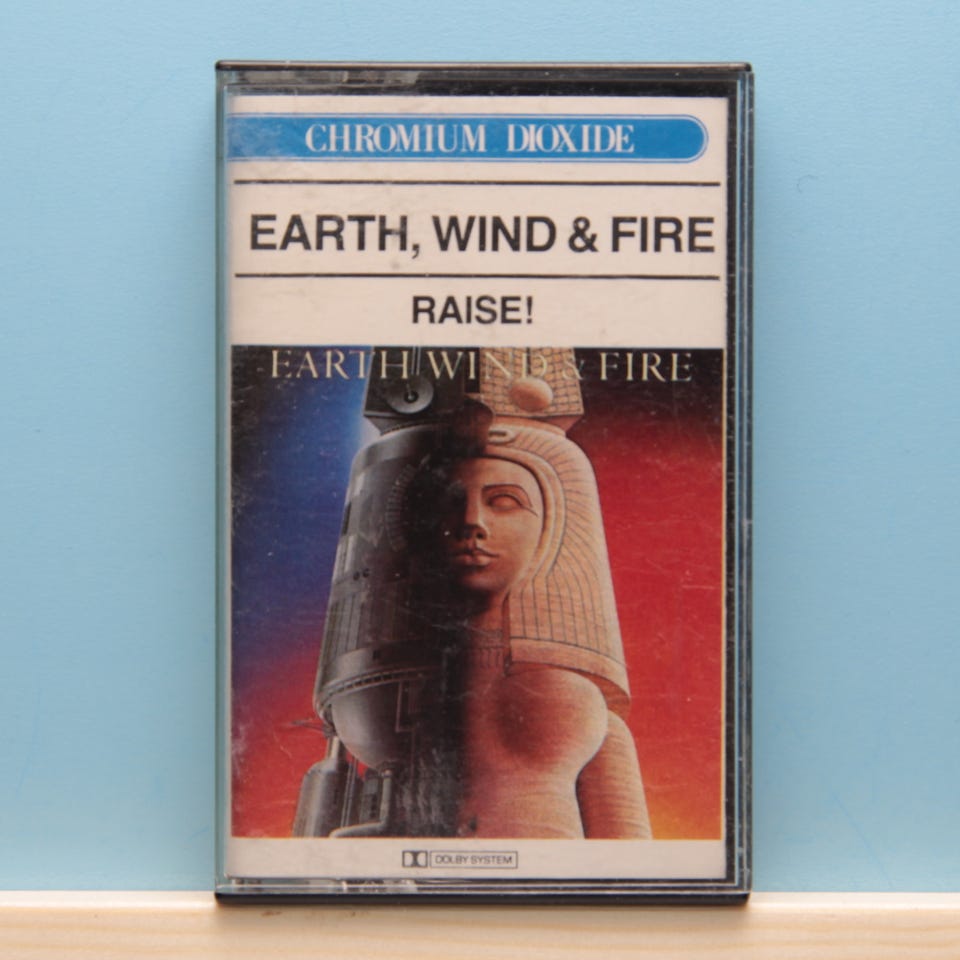 CHROMIUM DIOXIDE
EARTH, WIND & FIRE
RAISE!
EARTH WIND & FIRE
DOLBY SYSTEM